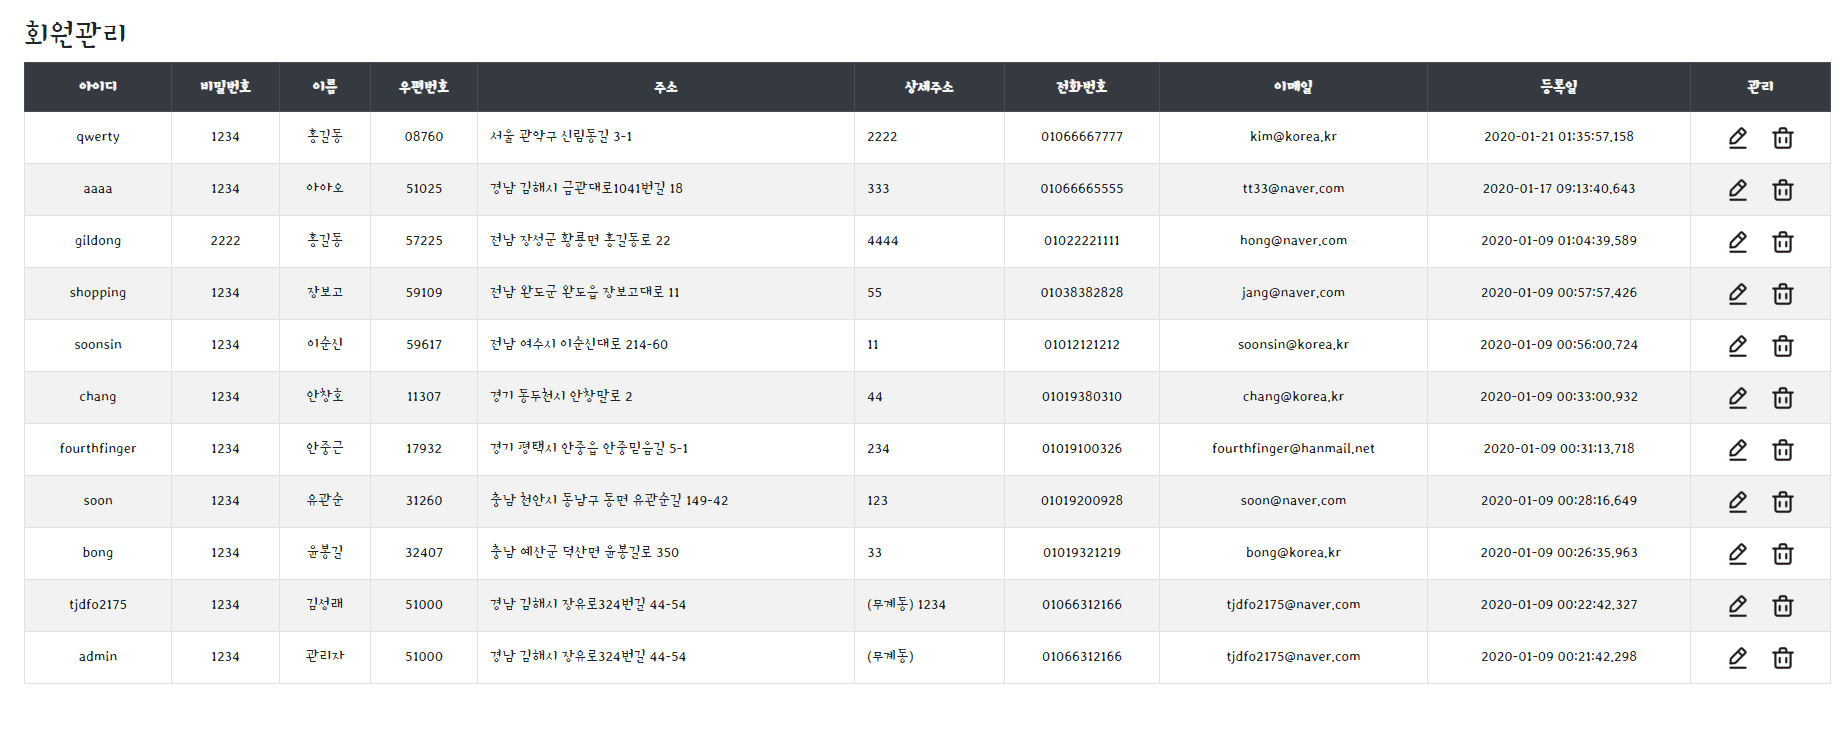 회원관리
아이디 비밀번호 이름 우편번호 주소 상세주소 전화번호 이메일 등록일 관리
qwerty 1234 홍길동 08760 서울 관악구 신림동길 3-1 2222 01066667777 kim@korea.kr 2020-01-21 01:35:57.158
aaaa 1234 아아오 51025 경남 김해시 금관대로1041번길 18 333 01066665555 tt33@naver.com 2020-01-17 09:13:40.643
gildong 2222 홍길동 57225 전남 장성군 황룡면 홍길동로 22 4444 01022221111 hong@naver.com 2020-01-09 01:04:39.589
shopping 1234 장보고 59109 전남 완도군 완도읍 장보고대로 11 55 01038382828 jang@naver.com 2020-01-09 00:57:57.426
soonsin 1234 이순신 59617 전남 여수시 이순신대로 214-60 11 01012121212 soonsin@korea.kr 2020-01-09 00:56:00.724
chang 1234 안창호 11307 경기 동두천시 안창말로 2 44 01019380310 chang@korea.kr 2020-01-09 00:33:00.932
fourthfinger 1234 안중근 17932 경기 평택시 안중읍 안중믿음길 5-1 234 01019100326 fourthfinger@hanmail.net 2020-01-09 00:31:13.718
soon 1234 유관순 31260 충남 천안시 동남구 동면 유관순길 149-42 123 01019200928 soon@naver.com 2020-01-09 00:28:16.649
bong 1234 윤봉길 32407 충남 예산군 덕산면 윤봉길로 350 33 01019321219 bong@korea.kr 2020-01-09 00:26:35.963
tjdfo2175 1234 김성래 51000 경남 김해시 장유로324번길 44-54 (무계동) 1234 01066312166 tjdfo2175@naver.com 2020-01-09 00:22:42.327
admin 1234 관리자 51000 경남 김해시 장유로324번길 44-54 (무계동) 01066312166 tjdfo2175@naver.com 2020-01-09 00:21:42.298